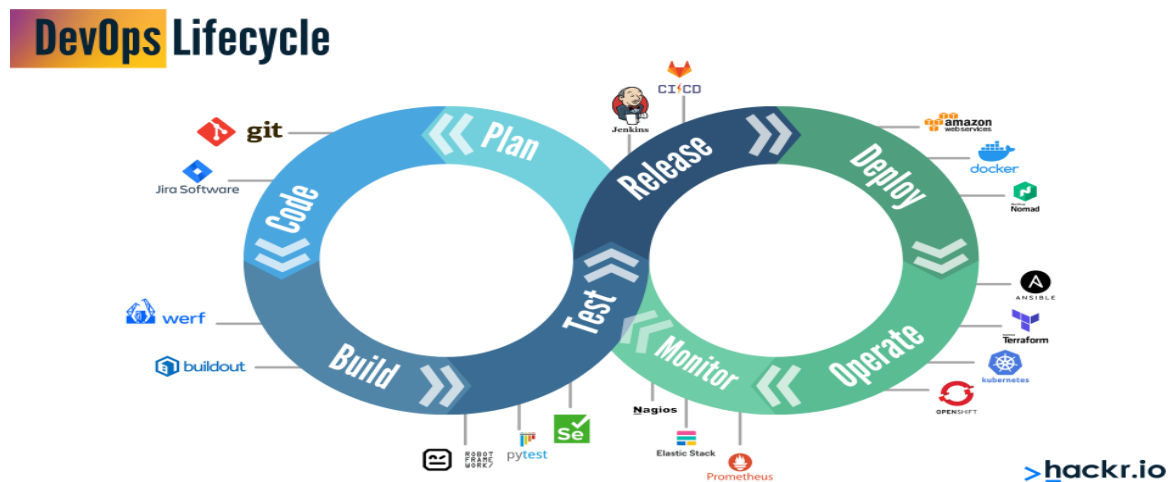 DevOps Lifecycle
CI/CD
Jenkins
git
Jira Software
Plan
Code
Release
Deploy
amazon
webservices
docker
Nomad
werf
buildout
Build
Test
Monitor
Operate
ANSIBLE
Terraform
kubernetes
OPENSHIFT
ROBOT
FRAME
WORK/
pytest
Se
Nagios
Elastic Stack
Prometheus
>hackr.io